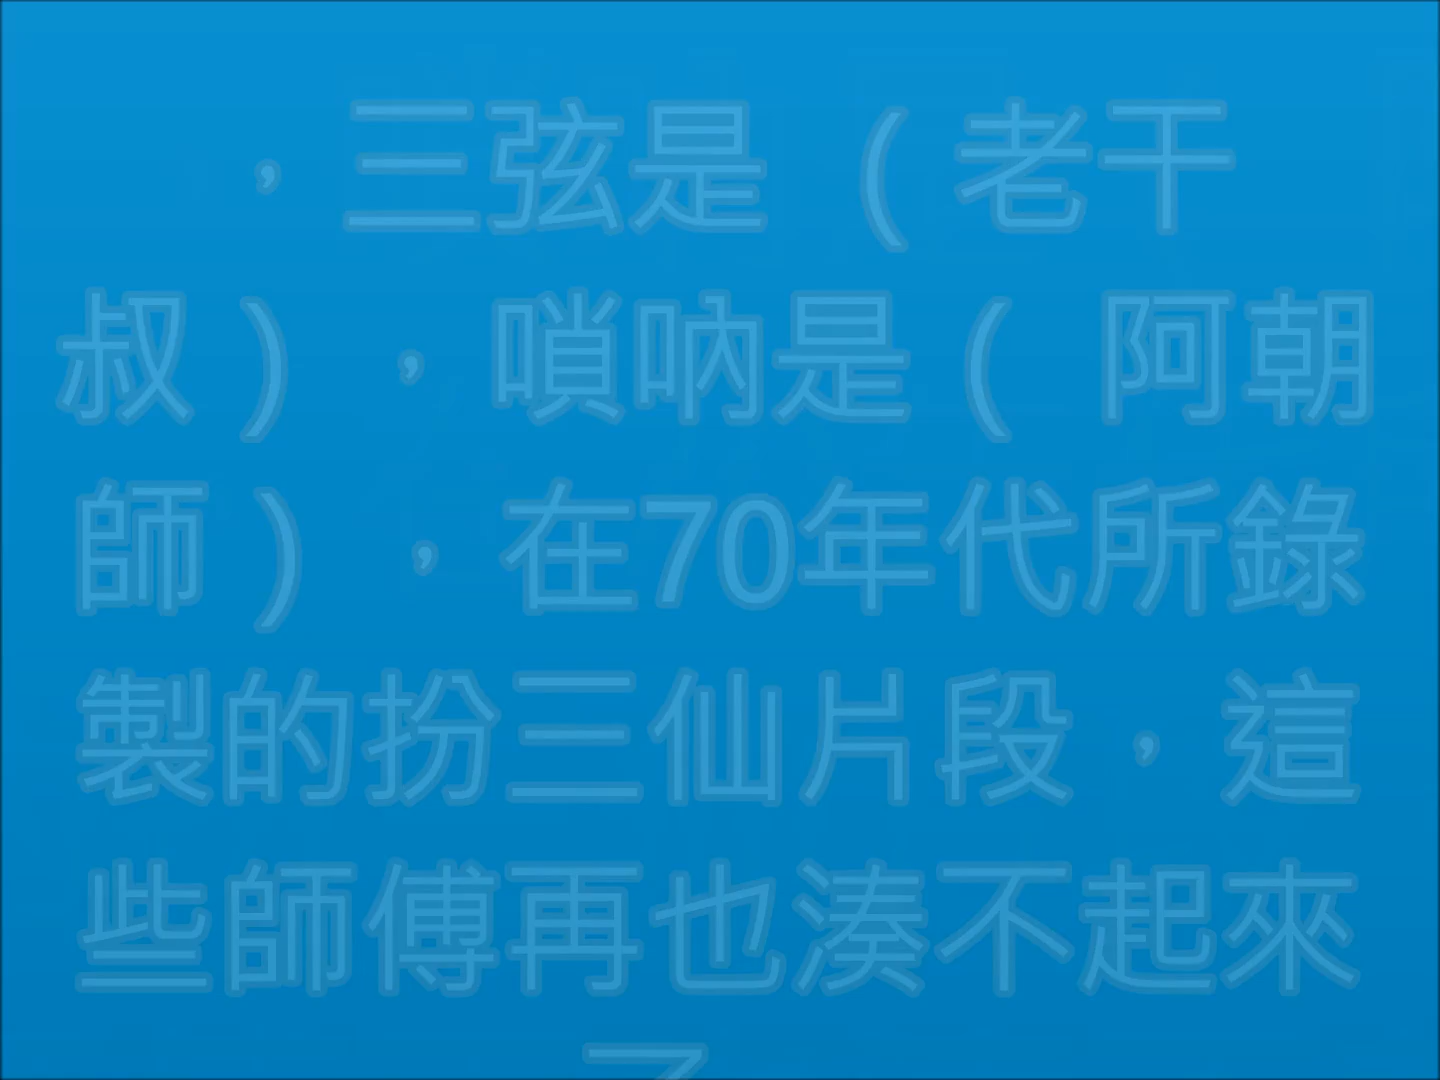 ，三弦是（老干
叔），嗩吶是（ 阿朝
師），在70年代所錄
製的扮三仙片段，這
些師傅再也湊不起來